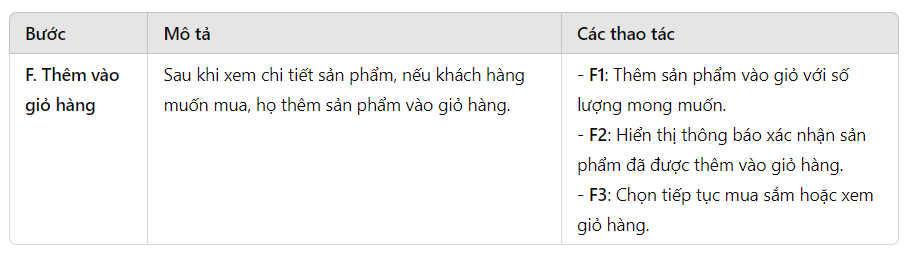 Bước Mô tả Các thao tác
F. Thêm vào giỏ hàng
Sau khi xem chi tiết sản phẩm, nếu khách hàng
muốn mua, họ thêm sản phẩm vào giỏ hàng.
- F1: Thêm sản phẩm vào giỏ với số
lượng mong muốn.
- F2: Hiển thị thông báo xác nhận sản
phẩm đã được thêm vào giỏ hàng.
- F3: Chọn tiếp tục mua sắm hoặc xem
giỏ hàng.